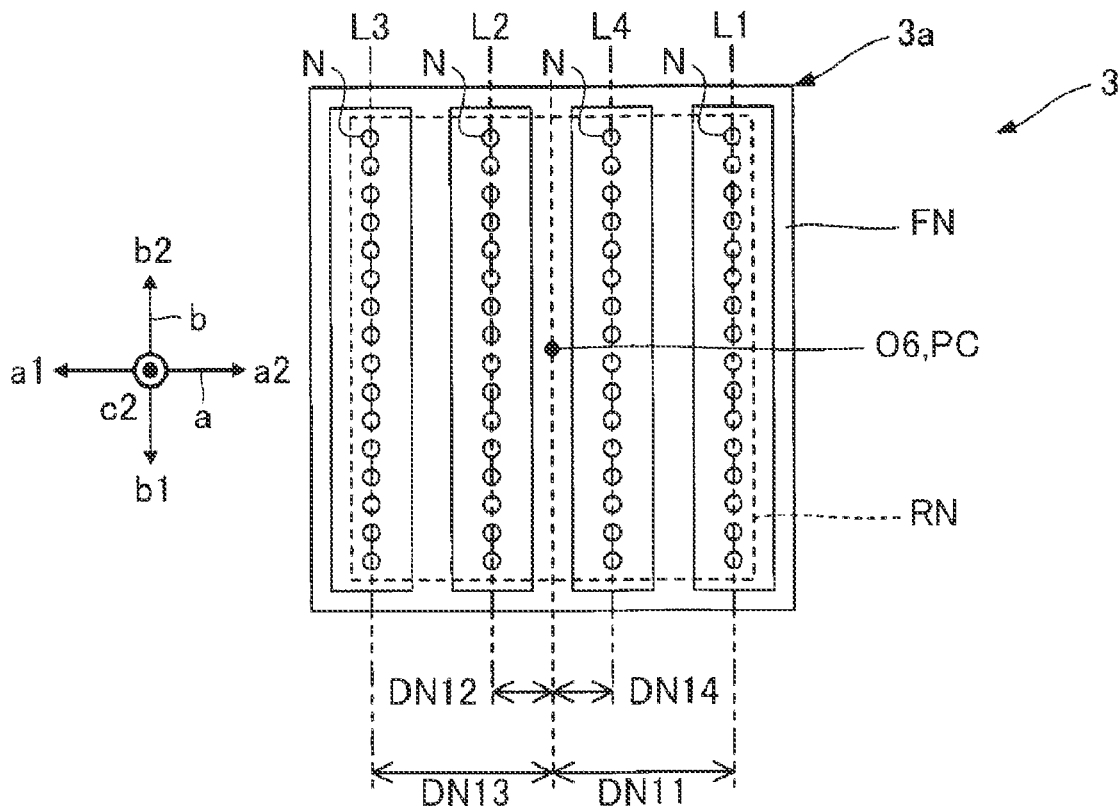 L3 L2 L4 L1 3a
N N N N 3
FN
b2
b
O6,PC
a1 a2
c2 a
b1
RN
DN12 DN14
DN13 DN11